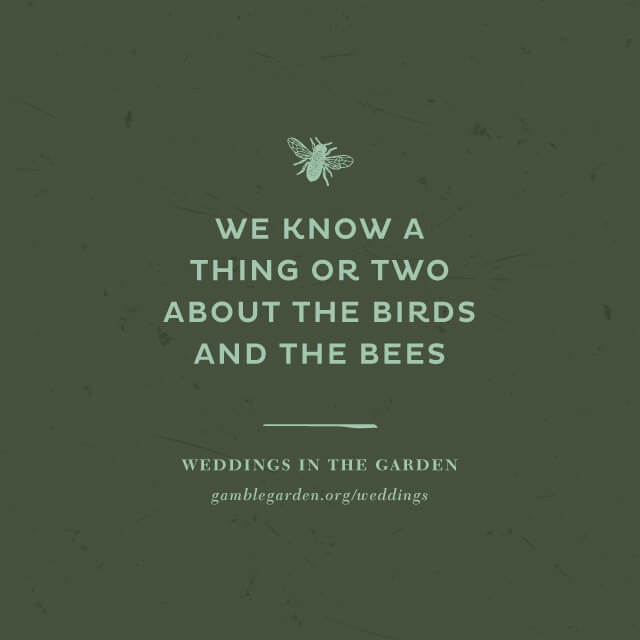 WE KNOW A
THING OR TWO
ABOUT THE BIRDS
AND THE BEES
WEDDINGS IN THE GARDEN
gamblegarden.org/weddings